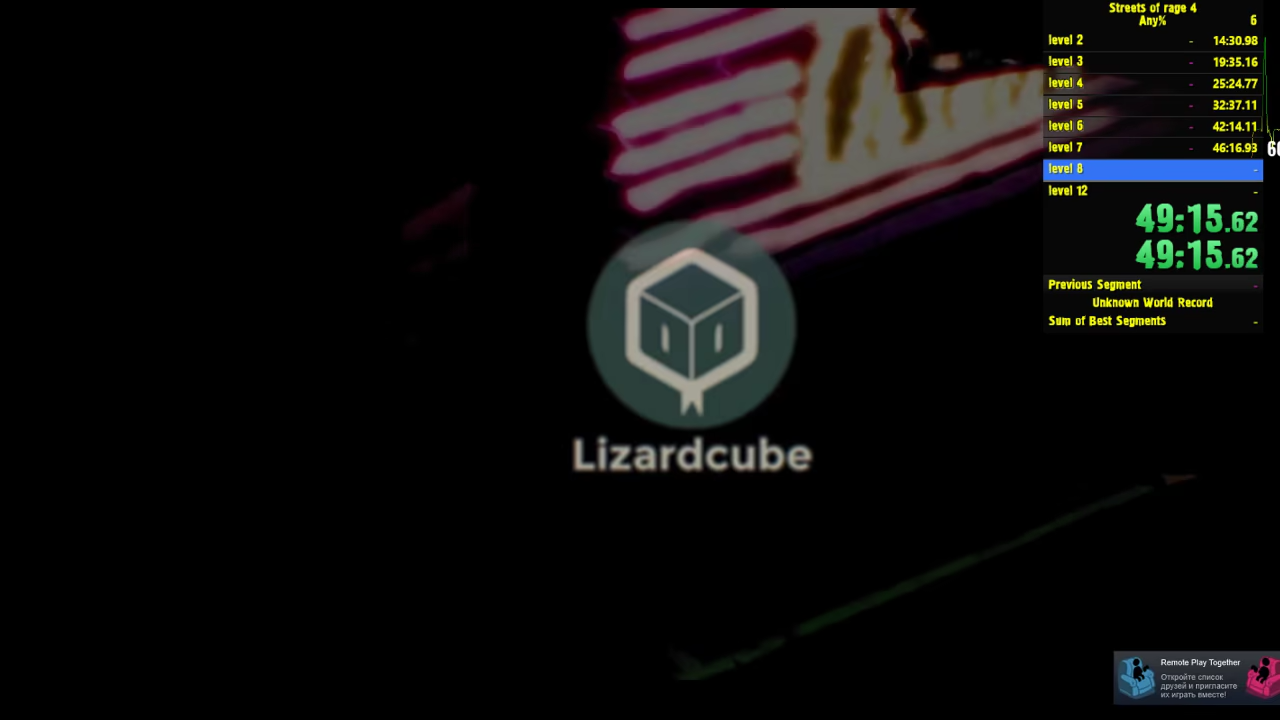 Streets of rage 4
Any% 6
level 2 - 14:30.98
level 3 - 19:35.16
level 4 - 25:24.77
level 5 - 32:37.11
level 6 - 42:14.11
level 7 - 46:16.93
level 8 -
level 12 -
49:15.62
49:15.62
Previous Segment -
Unknown World Record
Sum of Best Segments -
Lizardcube
Remote Play Together
Откройте список
друзей и пригласите
их играть вместе!